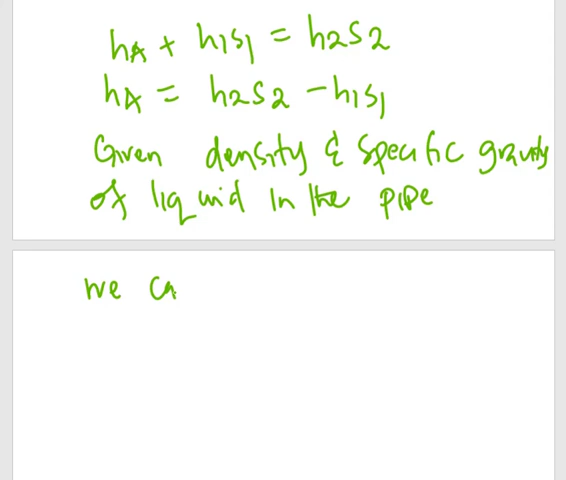 hA + h1s1 = h2s2
hA = h2s2 - h1s1
Given density & specific gravity
of liquid in the pipe
we ca